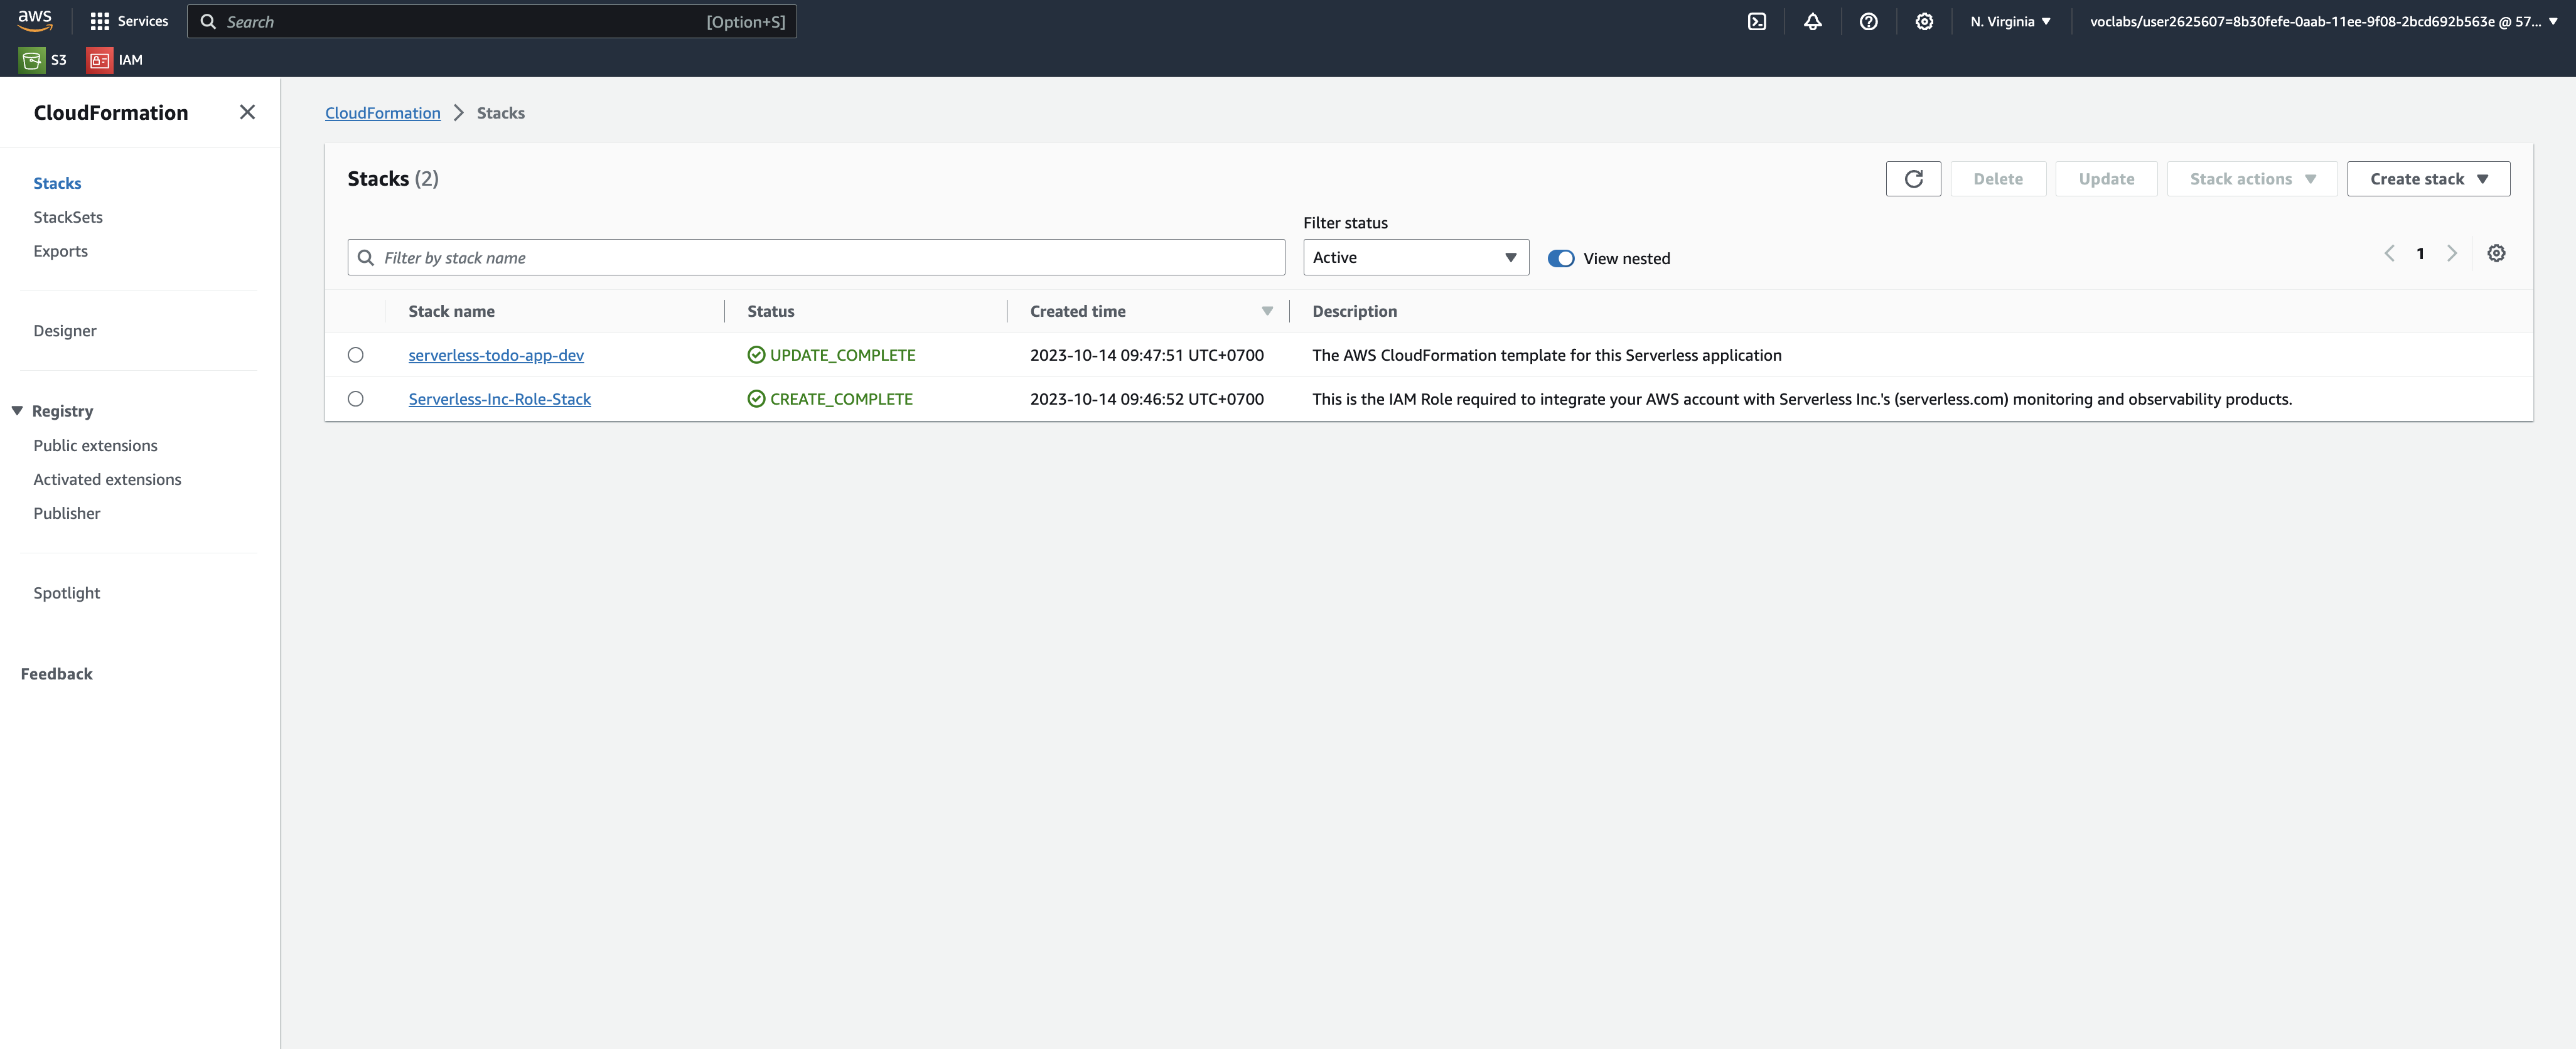 aws Services Search [Option+S] N. Virginia voclabs/user2625607=8b30fefe-0aab-11ee-9f08-2bcd692b563e @ 57...
S3 IAM
CloudFormation
Stacks
StackSets
Exports
Designer
Registry
Public extensions
Activated extensions
Publisher
Spotlight
Feedback
CloudFormation Stacks
Stacks (2) Delete Update Stack actions Create stack
Filter status
Filter by stack name Active View nested 1
Stack name Status Created time Description
serverless-todo-app-dev UPDATE_COMPLETE 2023-10-14 09:47:51 UTC+0700 The AWS CloudFormation template for this Serverless application
Serverless-Inc-Role-Stack CREATE_COMPLETE 2023-10-14 09:46:52 UTC+0700 This is the IAM Role required to integrate your AWS account with Serverless Inc.'s (serverless.com) monitoring and observability products.